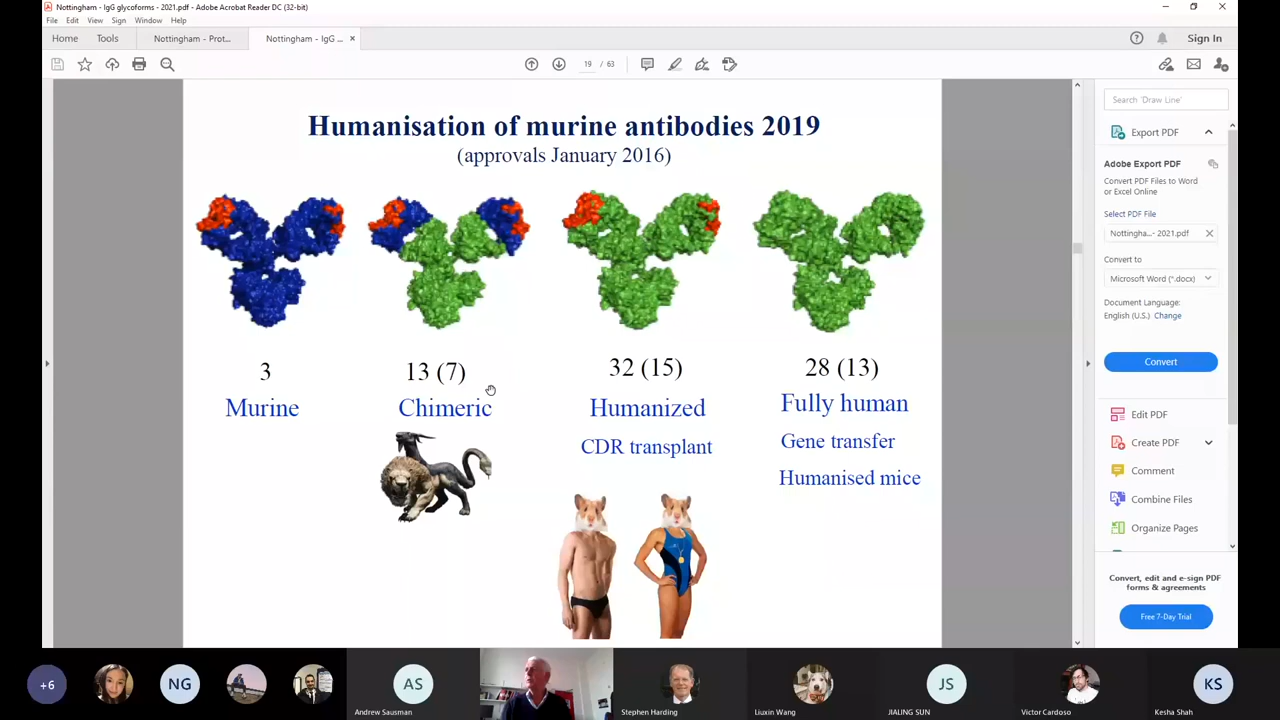 Nottingham - IgG glycoforms - 2021.pdf - Adobe Acrobat Reader DC (32-bit)
File Edit View Sign Window Help
Home Tools Nottingham - Prot... Nottingham - IgG ... × Sign In
19 / 63
Humanisation of murine antibodies 2019
(approvals January 2016)
3 13 (7) 32 (15) 28 (13)
Murine Chimeric Humanized Fully human
CDR transplant Gene transfer
Humanised mice
Search 'Draw Line'
Export PDF
Adobe Export PDF
Convert PDF Files to Word
or Excel Online
Select PDF File
Nottingha...- 2021.pdf
Convert to
Microsoft Word (*.docx)
Document Language:
English (U.S.) Change
Convert
Edit PDF
Create PDF
Comment
Combine Files
Organize Pages
Convert, edit and e-sign PDF
forms & agreements
Free 7-Day Trial
+6 NG AS JS KS
Andrew Sausman Stephen Harding Liuxin Wang JIALING SUN Victor Cardoso Kesha Shah